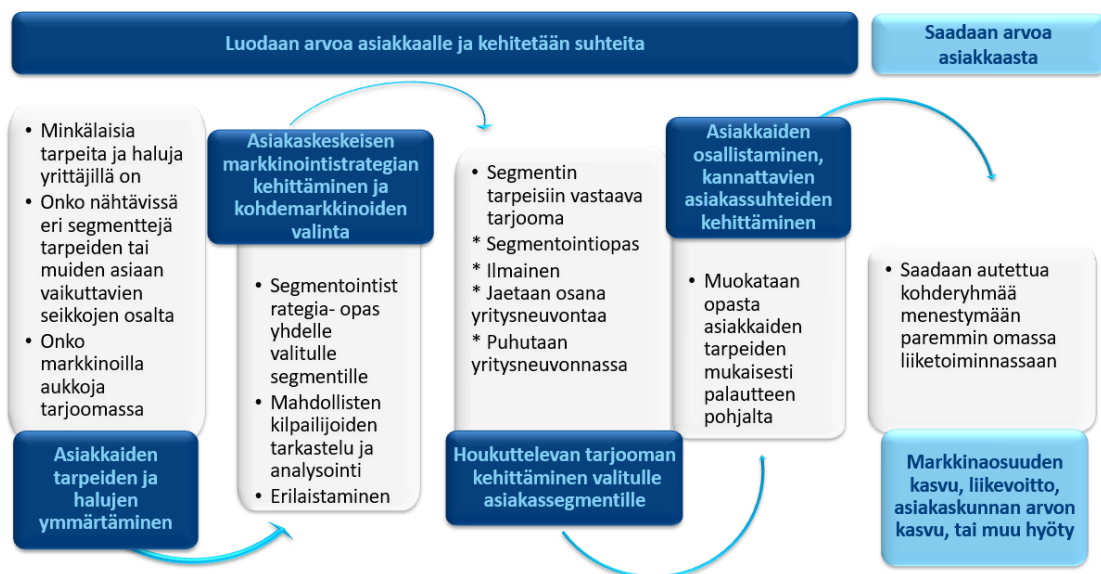 Luodaan arvoa asiakkaalle ja kehitetään suhteita
Saadaan arvoa
asiakkaasta
• Minkälaisia
tarpeita ja haluja
yrittäjillä on
• Onko nähtävissä
eri segmenttejä
tarpeiden tai
muiden asiaan
vaikuttavien
seikkojen osalta
• Onko
markkinoilla
aukkoja
tarjoomassa
Asiakkaiden
tarpeiden ja
halujen
ymmärtäminen
Asiakaskeskeisen
markkinointistrategian
kehittäminen ja
kohdemarkkinoiden
valinta
• Segmentointist
rategia- opas
yhdelle
valitulle
segmentille
• Mahdollisten
kilpailijoiden
tarkastelu ja
analysointi
• Erilaistaminen
• Segmentin
tarpeisiin vastaava
tarjooma
* Segmentointiopas
* Ilmainen
* Jaetaan osana
yritysneuvontaa
* Puhutaan
yritysneuvonnassa
Houkuttelevan tarjooman
kehittäminen valitulle
asiakassegmentille
Asiakkaiden
osallistaminen,
kannattavien
asiakassuhteiden
kehittäminen
• Muokataan
opasta
asiakkaiden
tarpeiden
mukaisesti
palautteen
pohjalta
• Saadaan autettua
kohderyhmää
menestymään
paremmin omassa
liiketoiminnassaan
Markkinaosuuden
kasvu, liikevoitto,
asiakaskunnan arvon
kasvu, tai muu hyöty